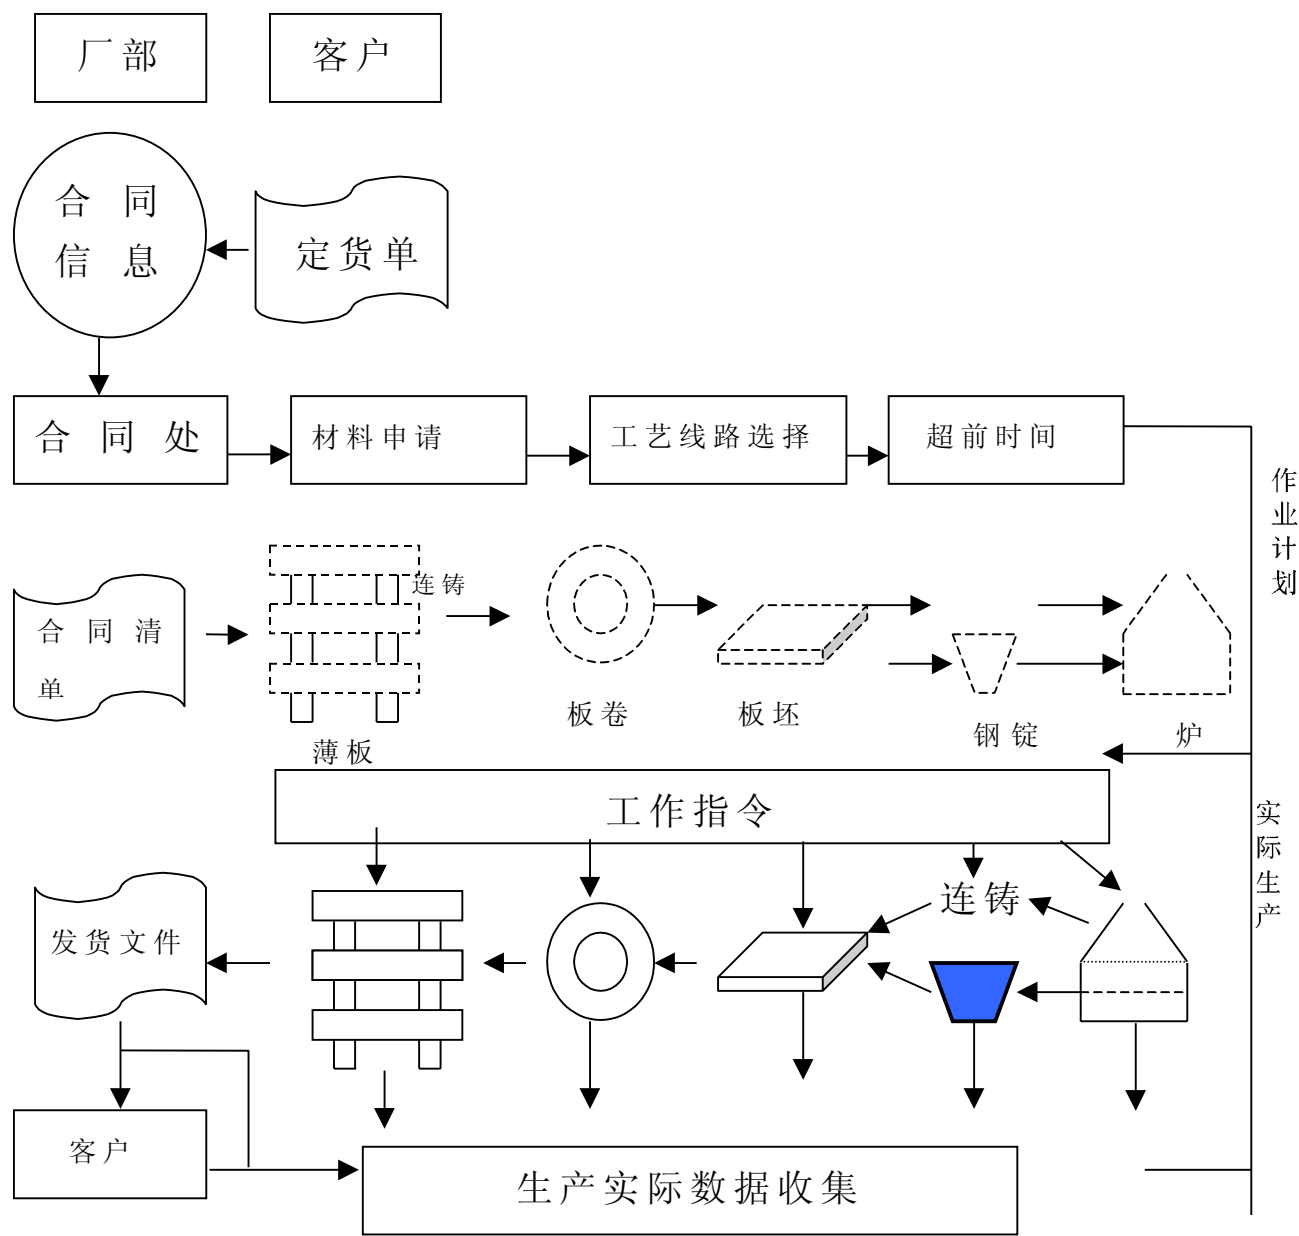 厂部
客户
合同
信息
定货单
合同处
材料申请
工艺线路选择
超前时间
作业计划
合同清
单
连铸
薄板
板卷
板坯
钢锭
炉
工作指令
实际生产
连铸
发货文件
客户
生产实际数据收集